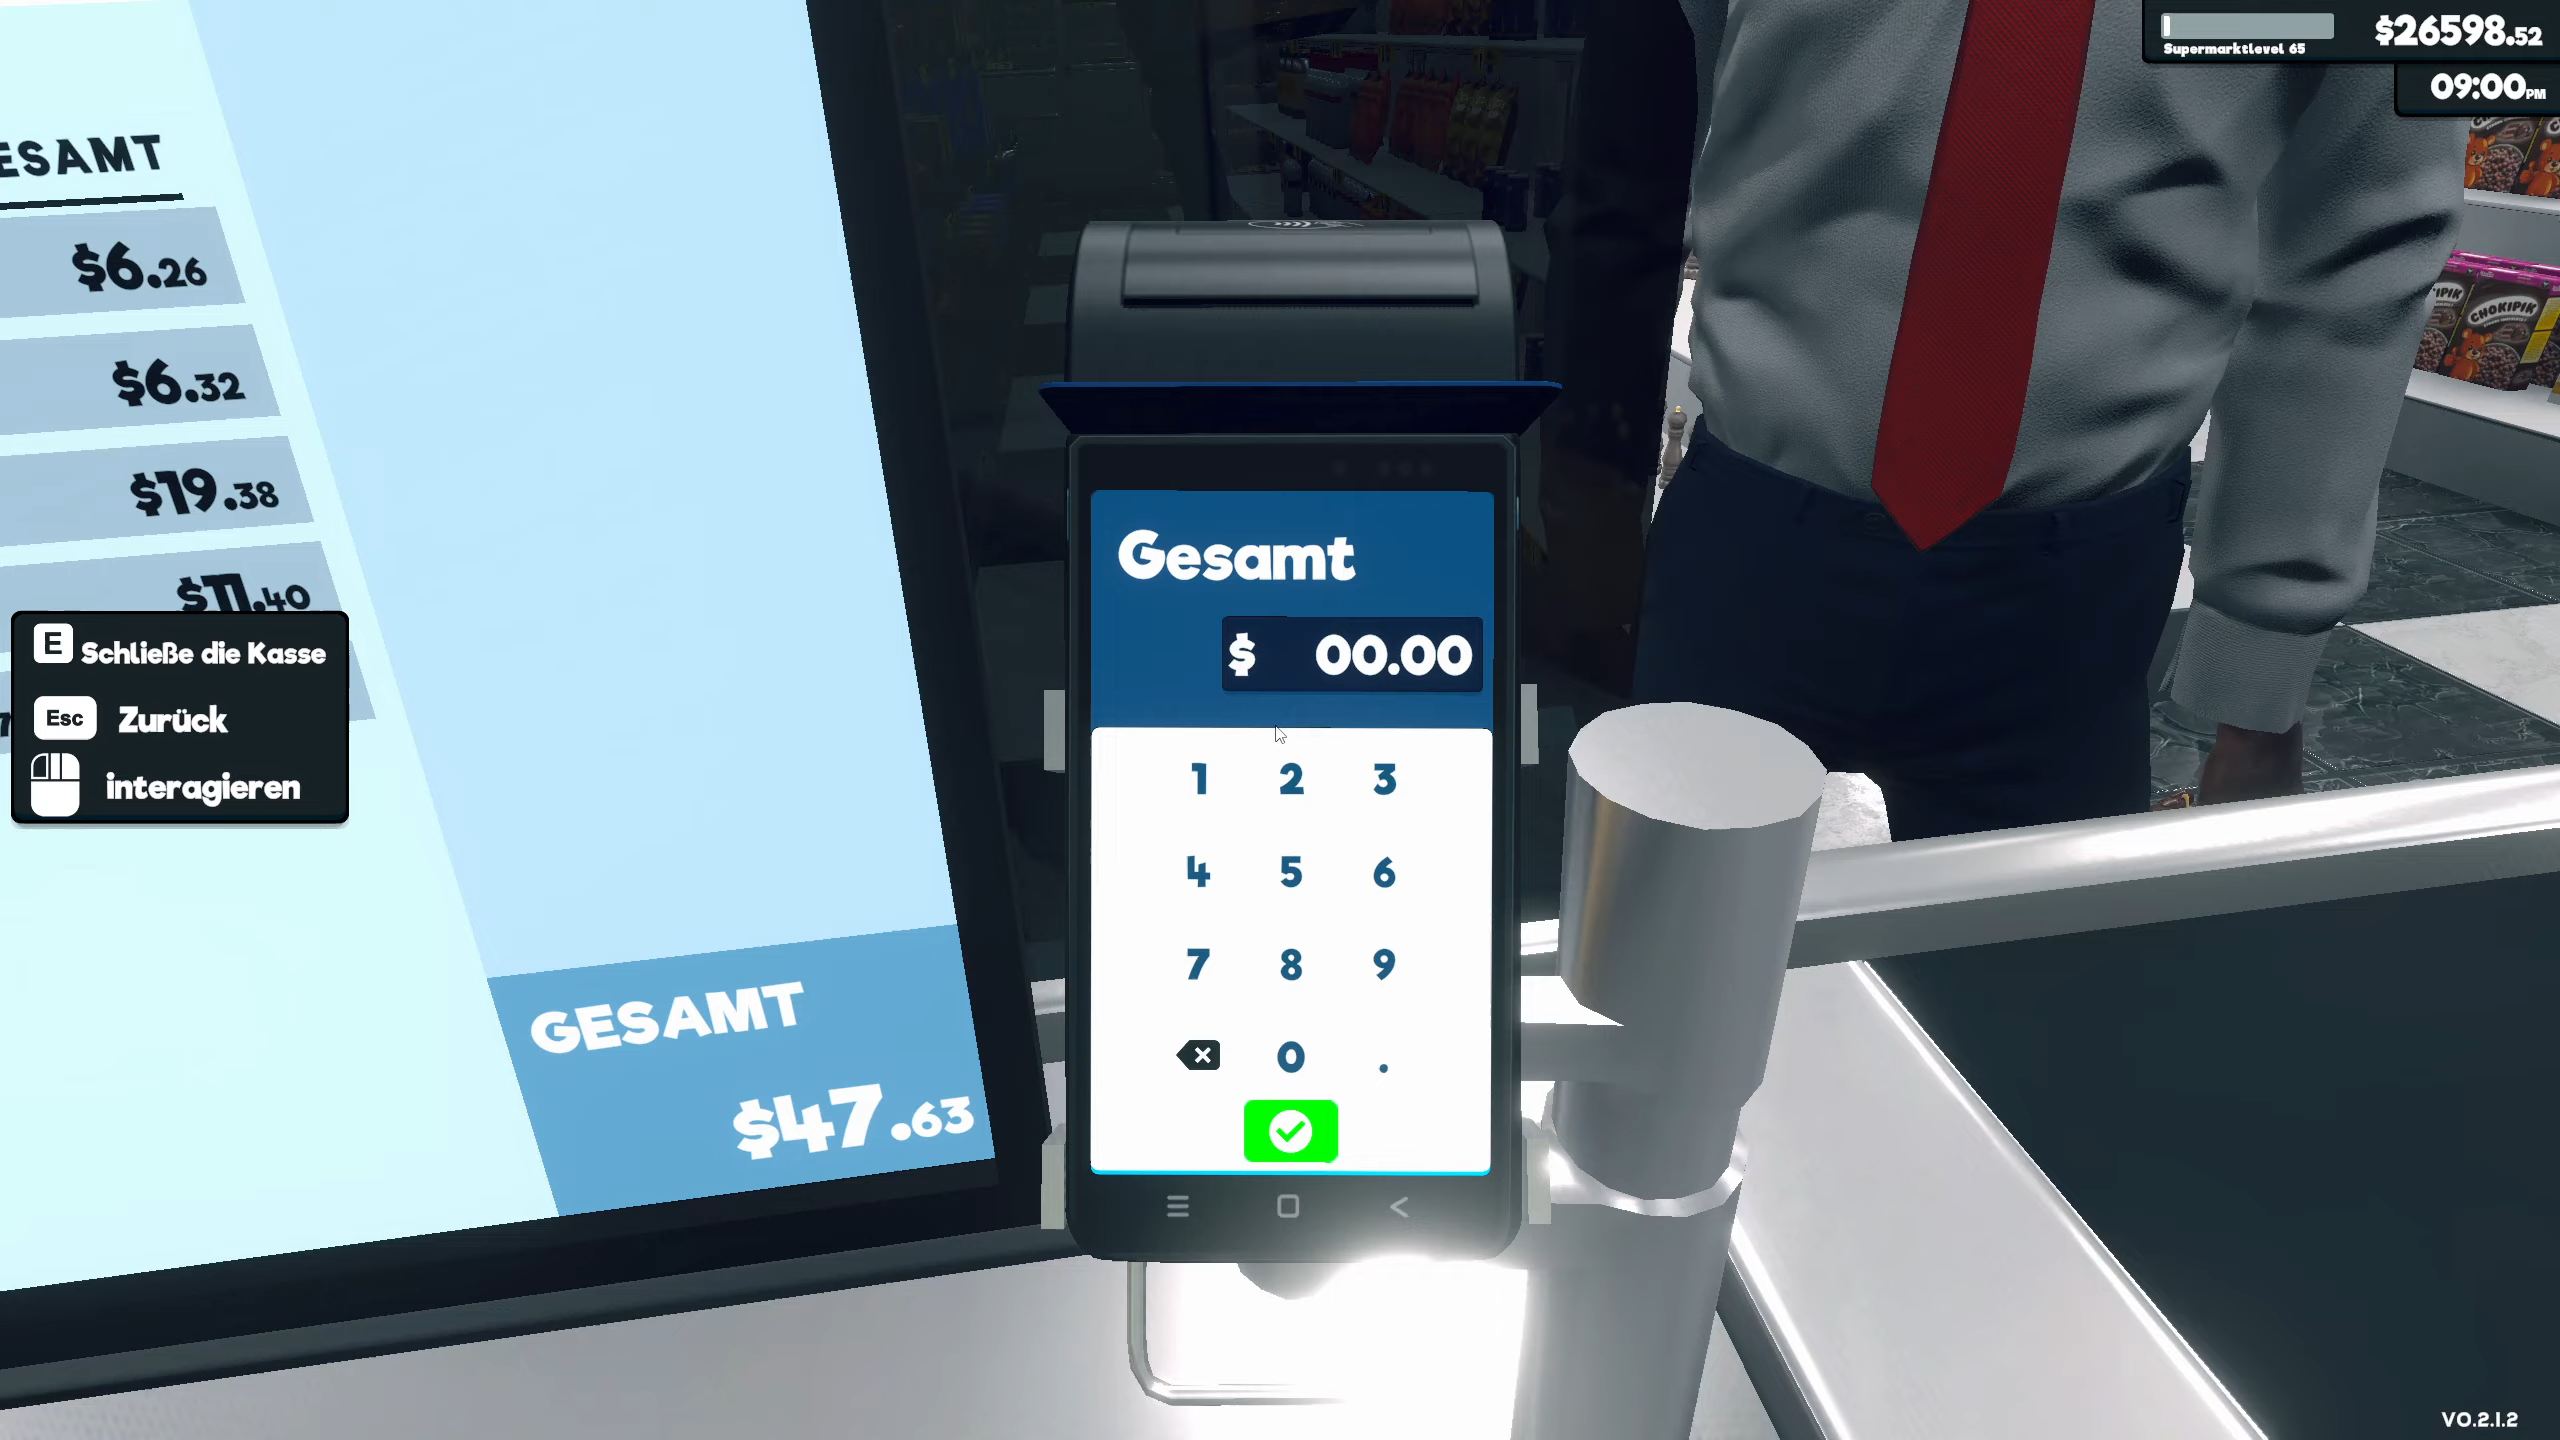 $26598.52
Supermarktlevel 65
09:00PM
ESAMT
$6.26
$6.32
$19.38
$11.40
E Schließe die Kasse
Esc Zurück
interagieren
GESAMT
$47.63
Gesamt
$ 00.00
1 2 3
4 5 6
7 8 9
0 .
CHOKIPIK
V0.2.1.2